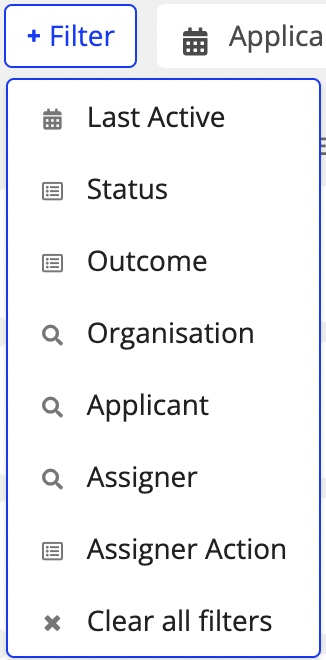 + Filter
Applica
Last Active
Status
Outcome
Organisation
Applicant
Assigner
Assigner Action
Clear all filters